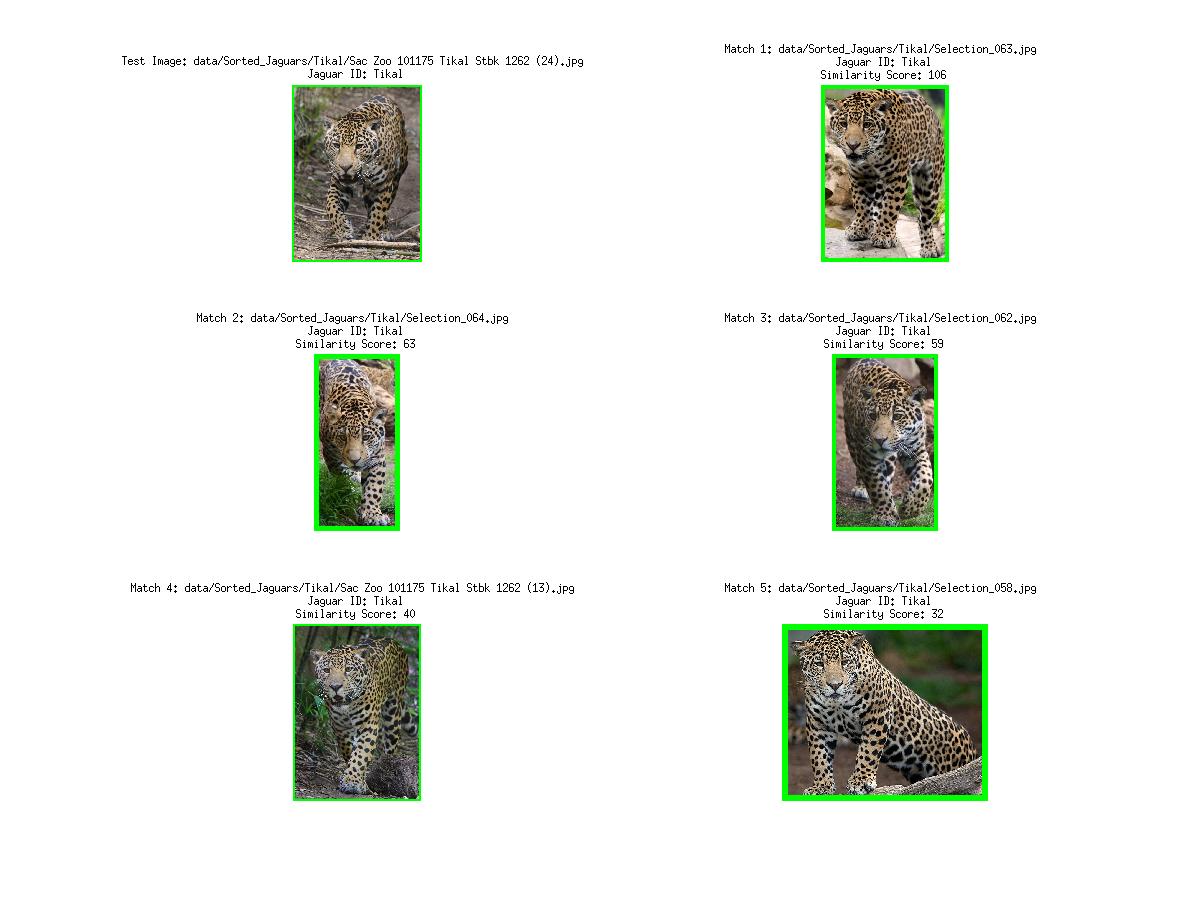 Test Image: data/Sorted_Jaguars/Tikal/Sac Zoo 101175 Tikal Stbk 1262 (24).jpg
Jaguar ID: Tikal
Match 1: data/Sorted_Jaguars/Tikal/Selection_063.jpg
Jaguar ID: Tikal
Similarity Score: 106
Match 2: data/Sorted_Jaguars/Tikal/Selection_064.jpg
Jaguar ID: Tikal
Similarity Score: 63
Match 3: data/Sorted_Jaguars/Tikal/Selection_062.jpg
Jaguar ID: Tikal
Similarity Score: 59
Match 4: data/Sorted_Jaguars/Tikal/Sac Zoo 101175 Tikal Stbk 1262 (13).jpg
Jaguar ID: Tikal
Similarity Score: 40
Match 5: data/Sorted_Jaguars/Tikal/Selection_058.jpg
Jaguar ID: Tikal
Similarity Score: 32